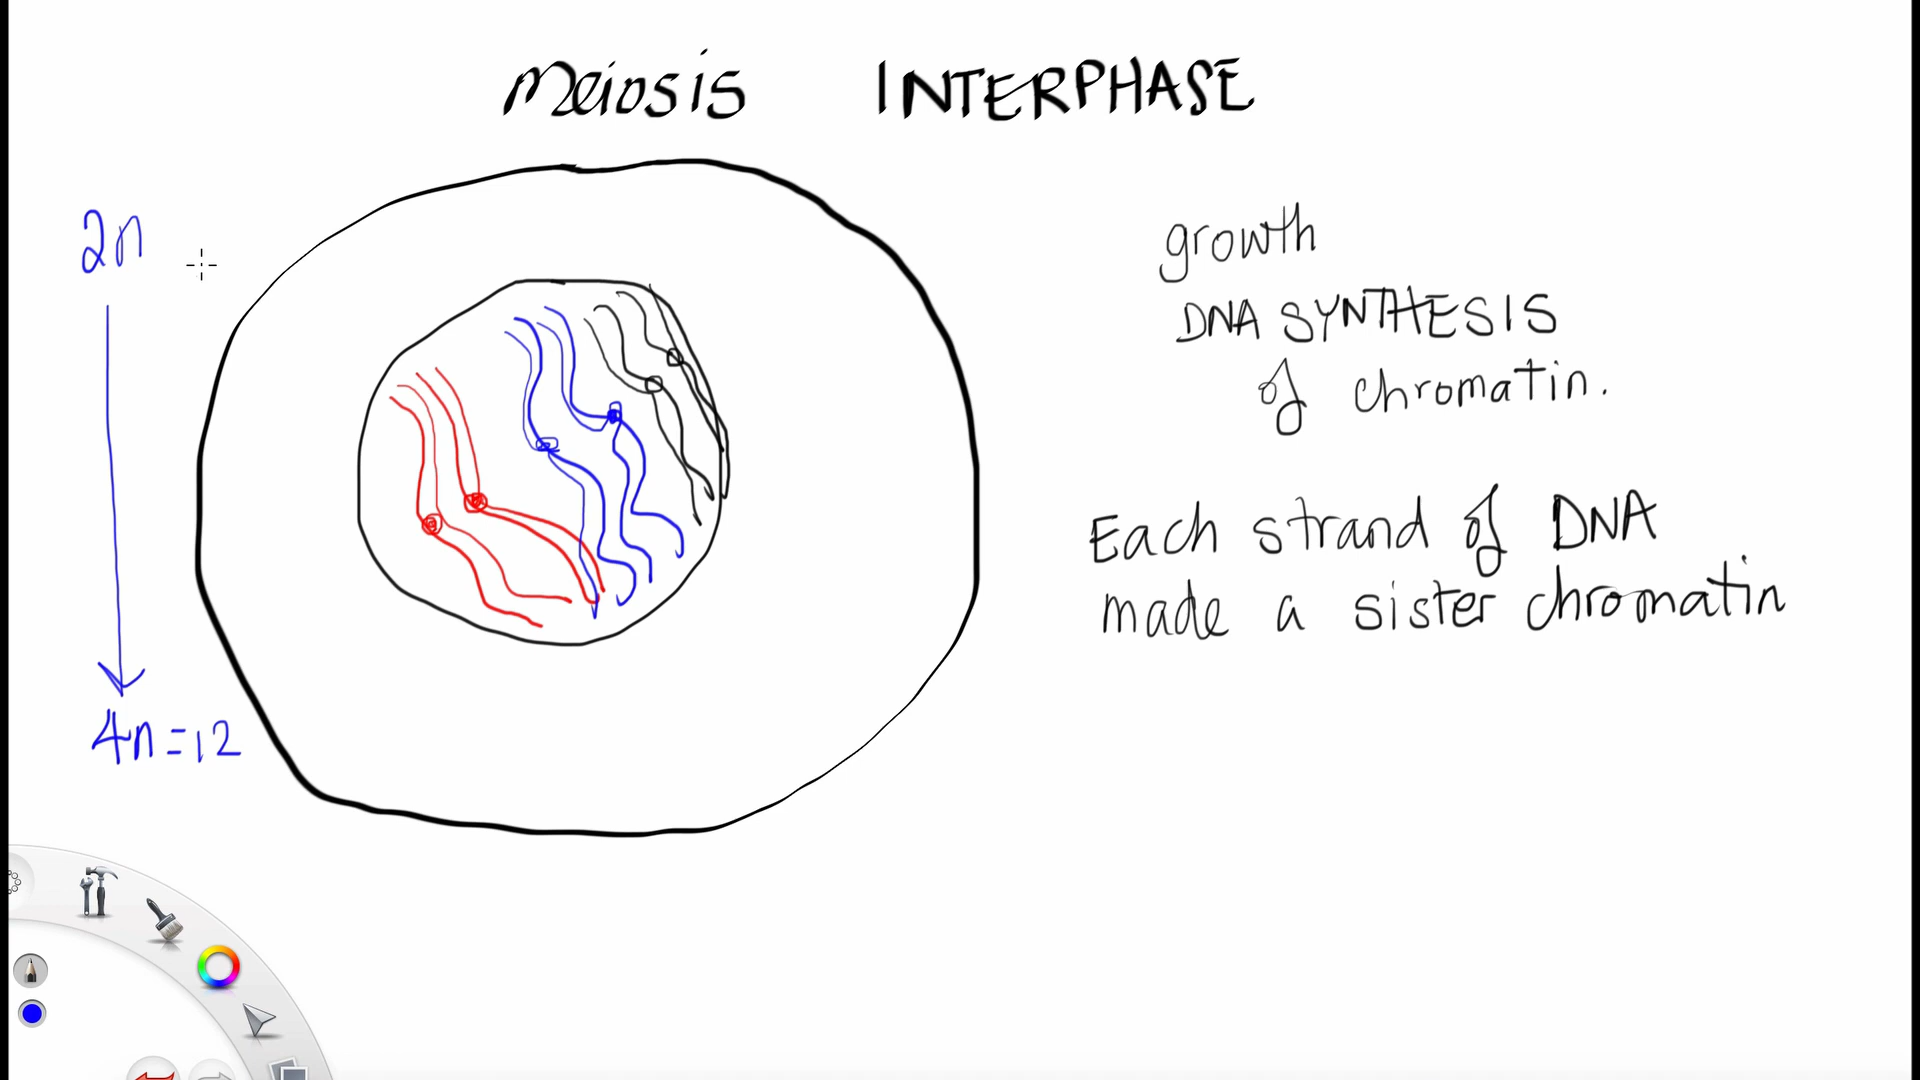 Meiosis INTERPHASE
2n
4n=12
growth
DNA SYNTHESIS
of chromatin.
Each strand of DNA
made a sister chromatin